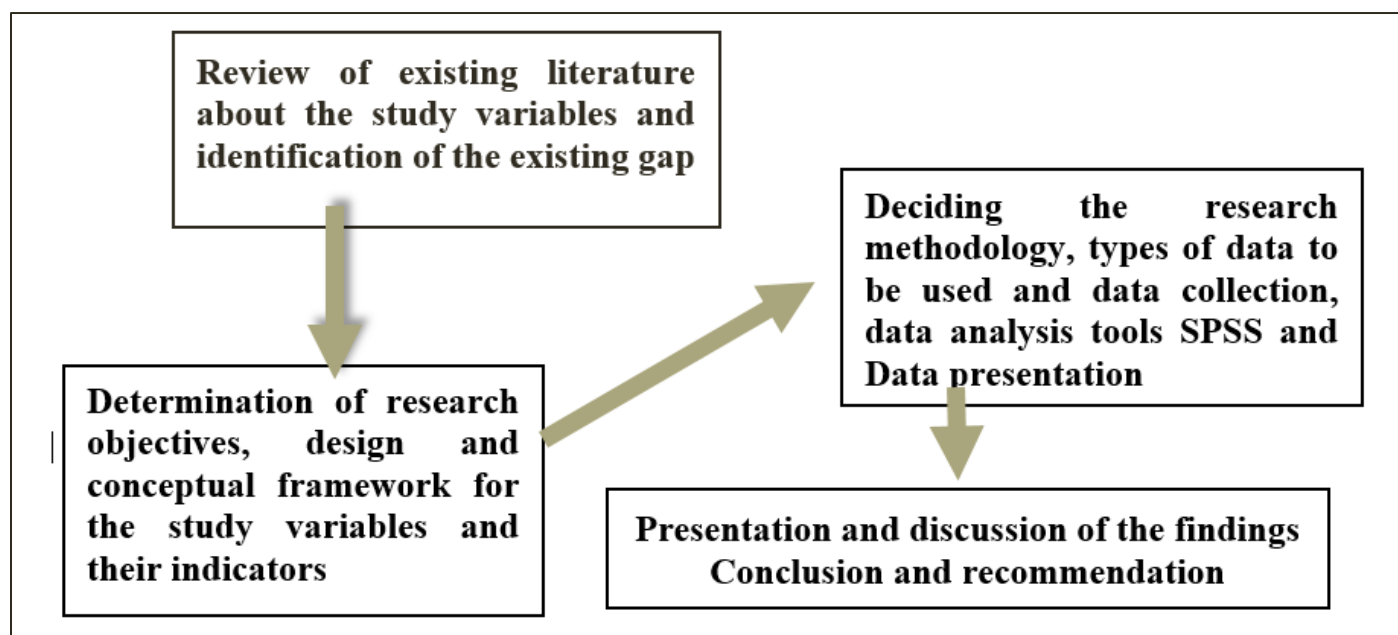 Review of existing literature
about the study variables and
identification of the existing gap
Determination of research
objectives, design and
conceptual framework for
the study variables and
their indicators
Deciding the research
methodology, types of data to
be used and data collection,
data analysis tools SPSS and
Data presentation
Presentation and discussion of the findings
Conclusion and recommendation